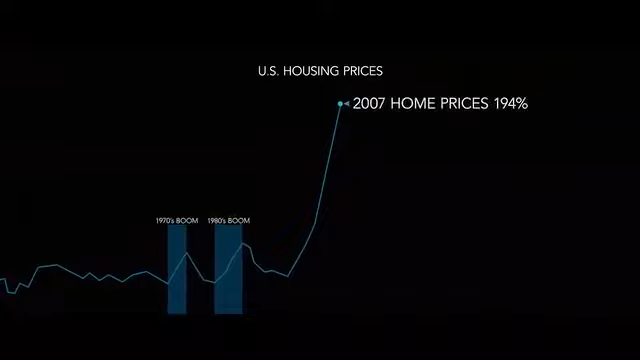 U.S. HOUSING PRICES
2007 HOME PRICES 194%
1970's BOOM
1980's BOOM